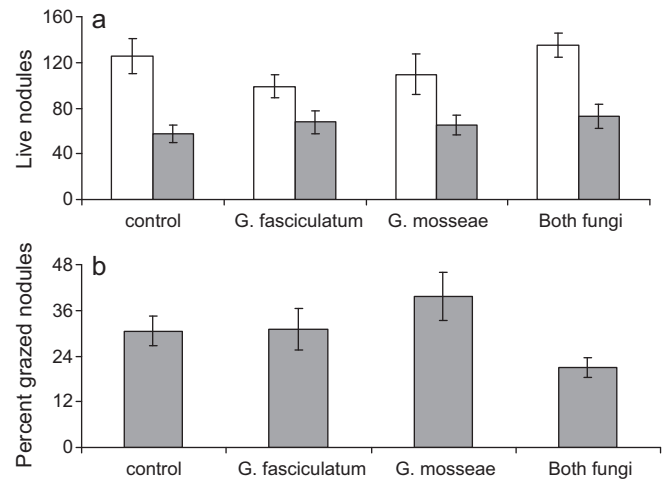 a
Live nodules
160
120
80
40
0
control G. fasciculatum G. mosseae Both fungi
b
Percent grazed nodules
48
36
24
12
0
control G. fasciculatum G. mosseae Both fungi